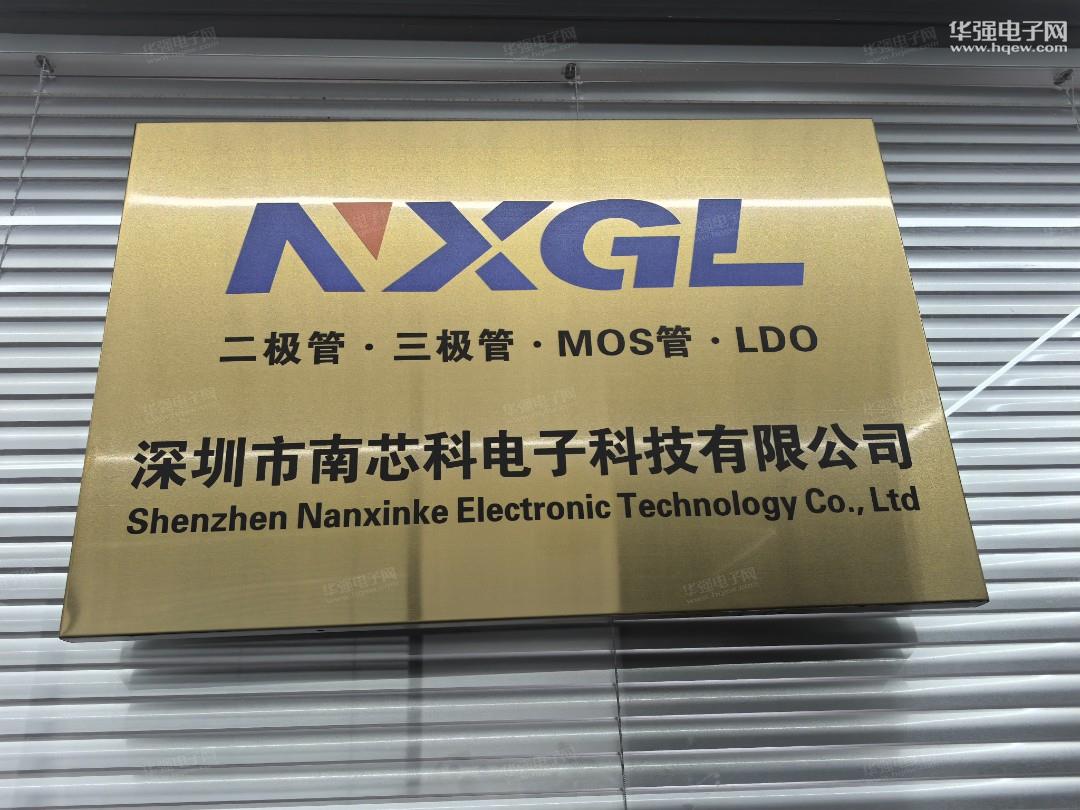 华强电子网
www.hqew.com
NXGL
二极管·三极管·MOS管·LDO
深圳市南芯科电子科技有限公司
Shenzhen Nanxinke Electronic Technology Co., Ltd